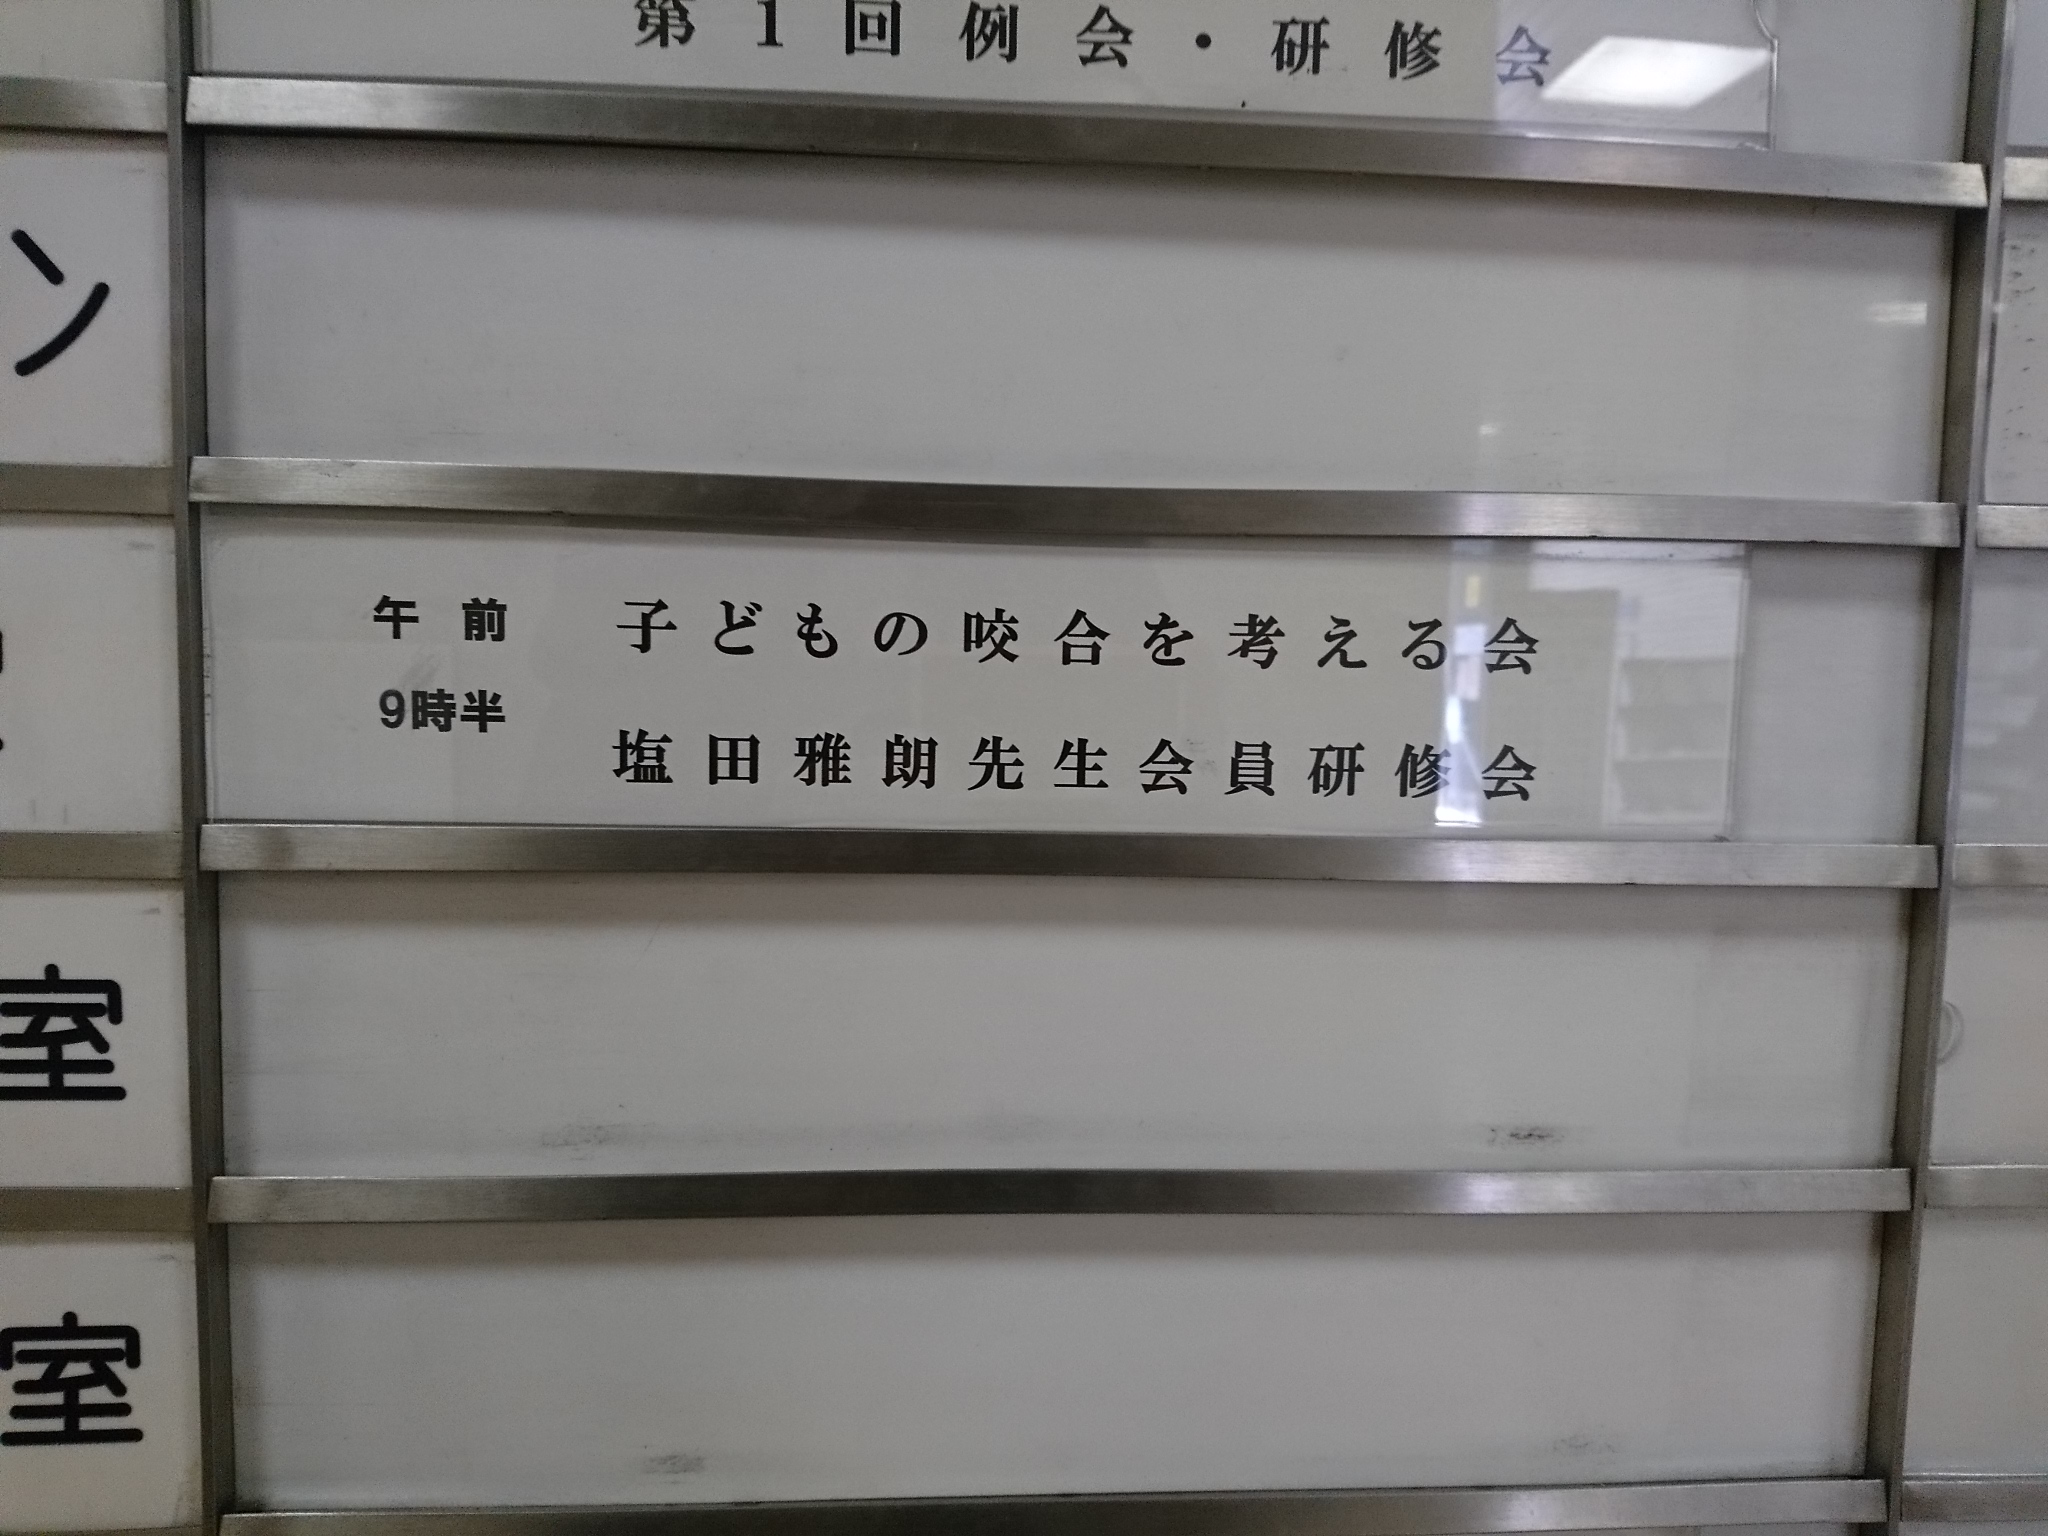 第1回例会・研修会
ン
午前 子どもの咬合を考える会
9時半 塩田雅朗先生会員研修会
室
室